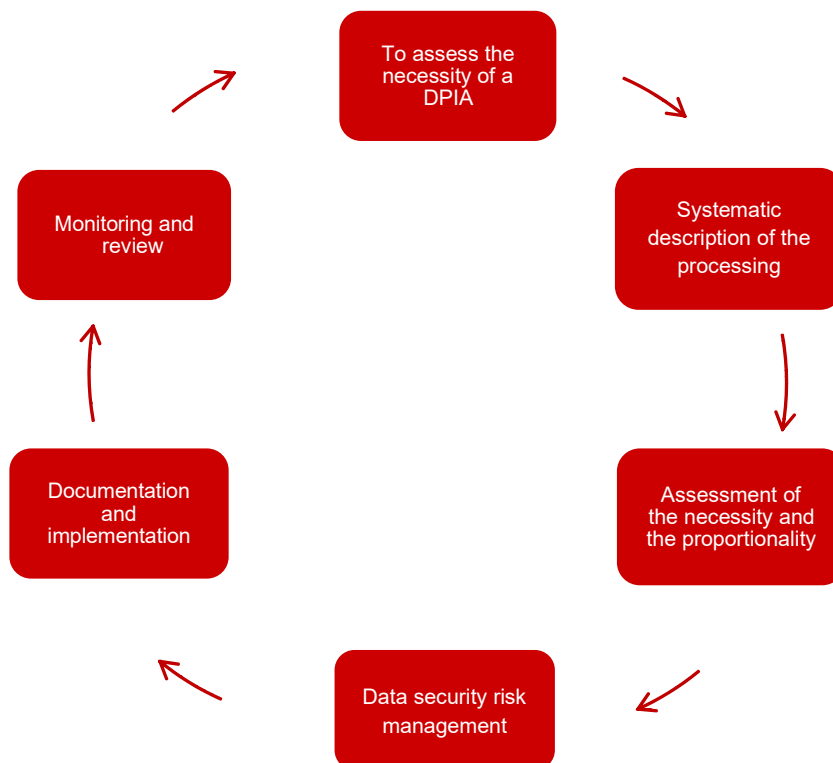 To assess the
necessity of a
DPIA
Systematic
description of the
processing
Assessment of
the necessity and
the proportionality
Data security risk
management
Documentation
and
implementation
Monitoring and
review